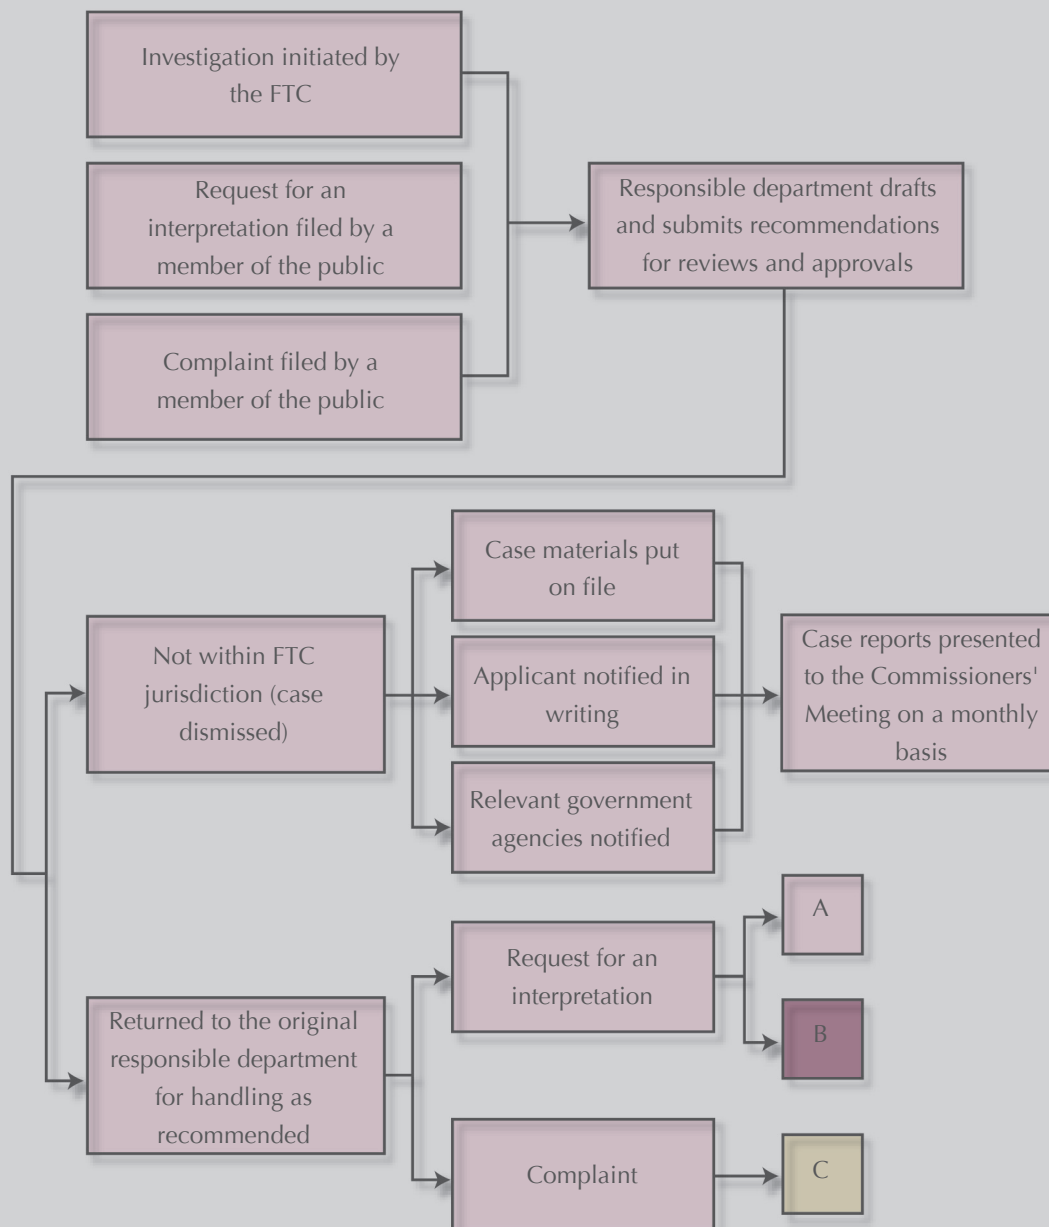 Investigation initiated by
the FTC
Request for an
interpretation filed by a
member of the public
Complaint filed by a
member of the public
Responsible department drafts
and submits recommendations
for reviews and approvals
Not within FTC
jurisdiction (case
dismissed)
Case materials put
on file
Applicant notified in
writing
Relevant government
agencies notified
Case reports presented
to the Commissioners'
Meeting on a monthly
basis
Returned to the original
responsible department
for handling as
recommended
Request for an
interpretation
A
B
Complaint
C